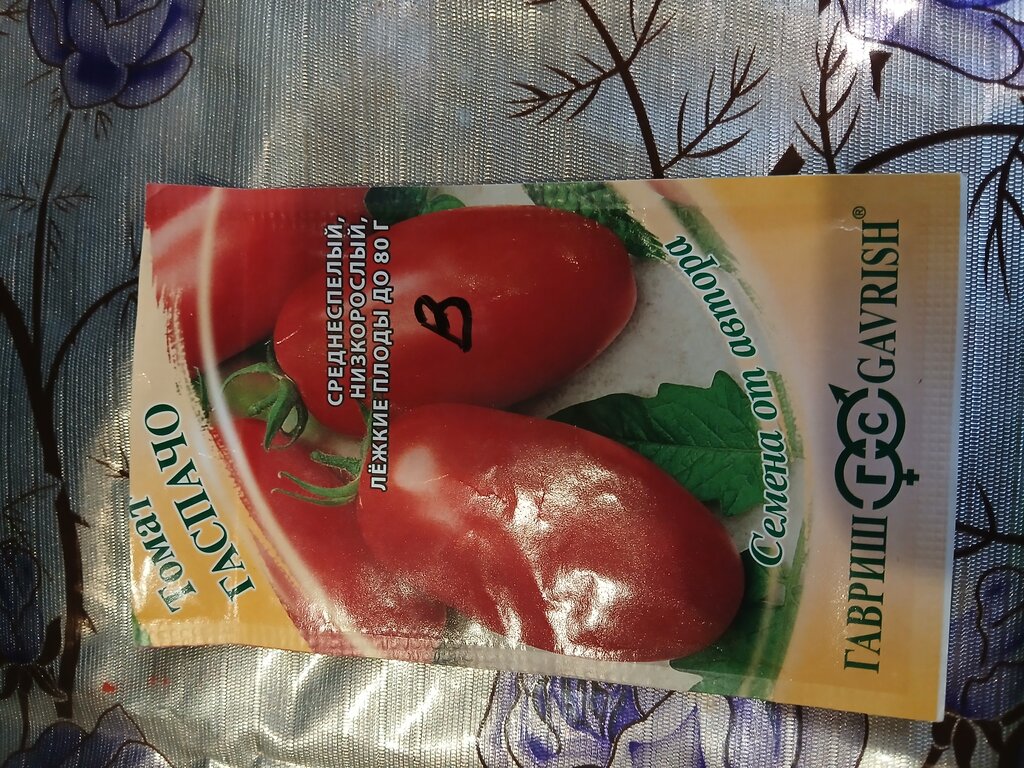 Томат
ГАСПАЧО
СРЕДНЕСПЕЛЫЙ,
НИЗКОРОСЛЫЙ,
ЛЁЖКИЕ ПЛОДЫ ДО 80 Г
В
Семена от автора
ГАВРИШ ГС GAVRISH®